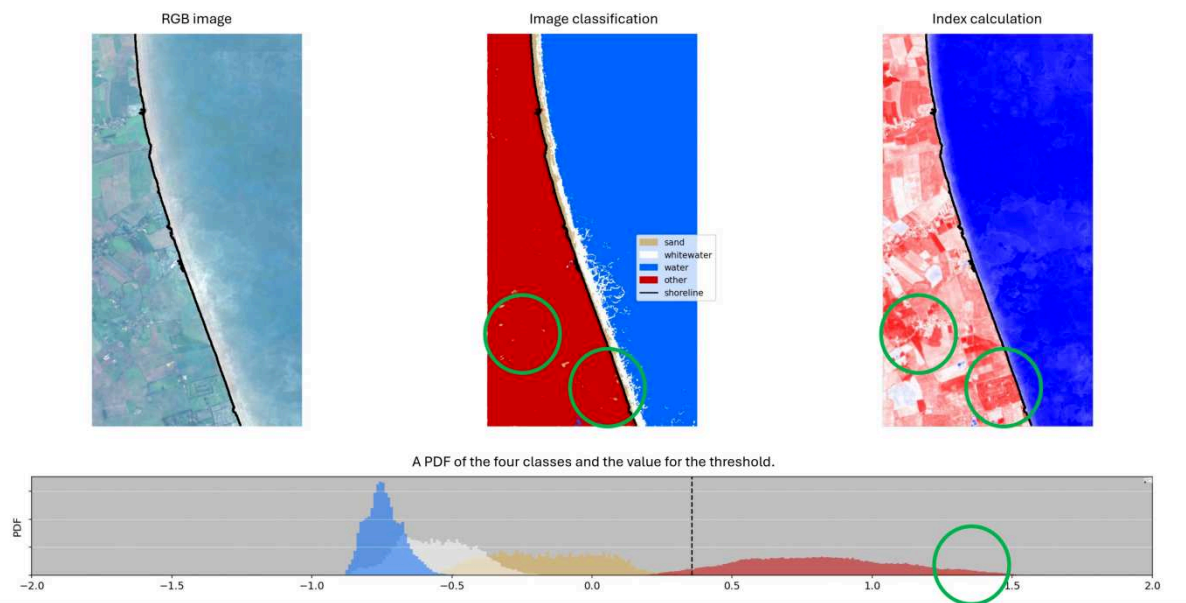 RGB image
Image classification
Index calculation
sand
whitewater
water
other
shoreline
A PDF of the four classes and the value for the threshold.
PDF
−2.0 −1.5 −1.0 −0.5 0.0 0.5 1.0 1.5 2.0